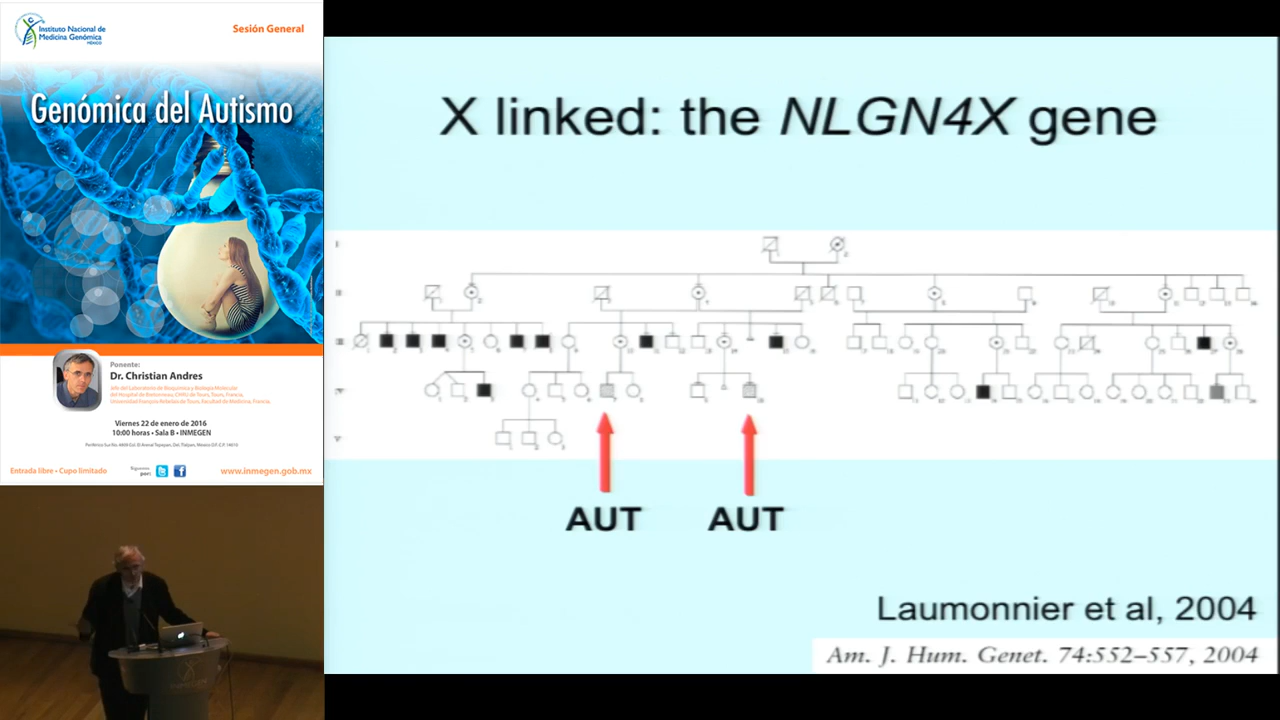 Instituto Nacional de
Medicina Genómica
MÉXICO
Sesión General
Genómica del Autismo
Ponente:
Dr. Christian Andres
Jefe del Laboratorio de Bioquímica y Biología Molecular
del Hospital de Bretonneau, CHRU de Tours, Tours, Francia.
Universidad François Rabelais de Tours, Facultad de Medicina, Francia.
Viernes 22 de enero de 2016
10:00 horas • Sala B • INMEGEN
Periférico Sur No. 4809 Col. El Arenal Tepepan, Del. Tlalpan, México D.F. C.P. 14610
Entrada libre • Cupo limitado
Síguenos
por:
www.inmegen.gob.mx
X linked: the NLGN4X gene
AUT AUT
Laumonnier et al, 2004
Am. J. Hum. Genet. 74:552–557, 2004
INMEGEN